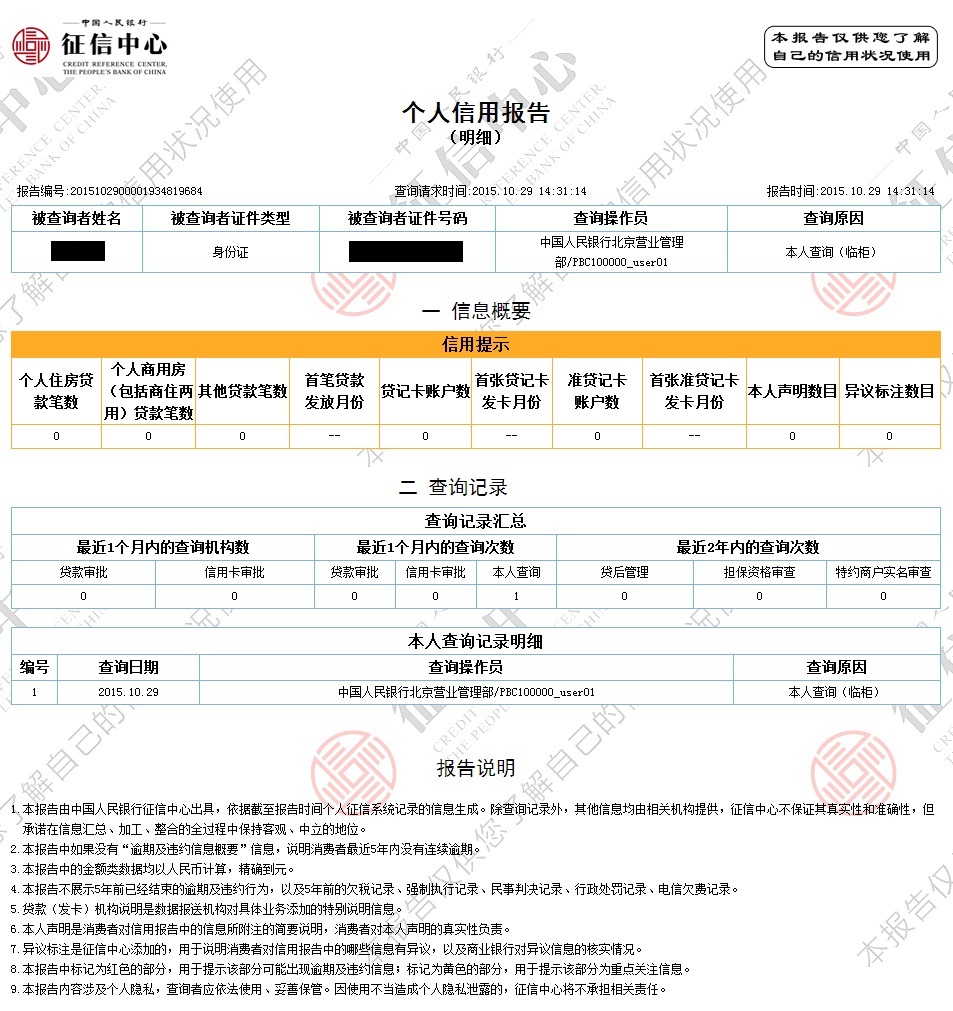 中国人民银行
征信中心
CREDIT REFERENCE CENTER,
THE PEOPLE'S BANK OF CHINA
本报告仅供您了解
自己的信用状况使用
个人信用报告
(明细)
报告编号:2015102900001934819684 查询请求时间:2015.10.29 14:31:14 报告时间:2015.10.29 14:31:14
被查询者姓名 被查询者证件类型 被查询者证件号码 查询操作员 查询原因
身份证 中国人民银行北京营业管理部/PBC100000_user01 本人查询(临柜)
一 信息概要
信用提示
个人住房贷款笔数 个人商用房(包括商住两用)贷款笔数 其他贷款笔数 首笔贷款发放月份 贷记卡账户数 首张贷记卡发卡月份 准贷记卡账户数 首张准贷记卡发卡月份 本人声明数目 异议标注数目
0 0 0 -- 0 -- 0 -- 0 0
二 查询记录
查询记录汇总
最近1个月内的查询机构数 最近1个月内的查询次数 最近2年内的查询次数
贷款审批 信用卡审批 贷款审批 信用卡审批 本人查询 贷后管理 担保资格审查 特约商户实名审查
0 0 0 0 1 0 0 0
本人查询记录明细
编号 查询日期 查询操作员 查询原因
1 2015.10.29 中国人民银行北京营业管理部/PBC100000_user01 本人查询(临柜)
报告说明
1.本报告由中国人民银行征信中心出具，依据截至报告时间个人征信系统记录的信息生成。除查询记录外，其他信息均由相关机构提供，征信中心不保证其真实性和准确性，但
承诺在信息汇总、加工、整合的全过程中保持客观、中立的地位。
2.本报告中如果没有“逾期及违约信息概要”信息，说明消费者最近5年内没有连续逾期。
3.本报告中的金额类数据均以人民币计算，精确到元。
4.本报告不展示5年前已经结束的逾期及违约行为，以及5年前的欠税记录、强制执行记录、民事判决记录、行政处罚记录、电信欠费记录。
5.贷款（发卡）机构说明是数据报送机构对具体业务添加的特别说明信息。
6.本人声明是消费者对信用报告中的信息所附注的简要说明，消费者对本人声明的真实性负责。
7.异议标注是征信中心添加的，用于说明消费者对信用报告中的哪些信息有异议，以及商业银行对异议信息的核实情况。
8.本报告中标记为红色的部分，用于提示该部分可能出现逾期及违约信息；标记为黄色的部分，用于提示该部分为重点关注信息。
9.本报告内容涉及个人隐私，查询者应依法使用、妥善保管。因使用不当造成个人隐私泄露的，征信中心将不承担相关责任。